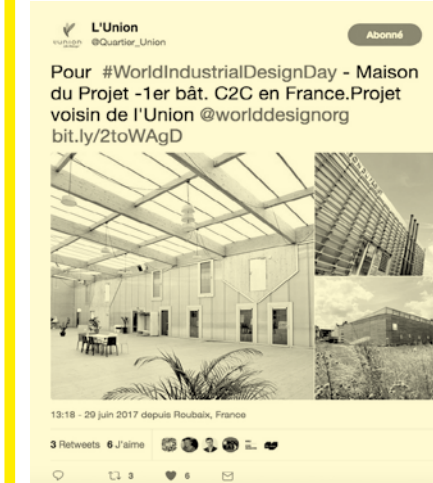 L'Union
@Quartier_Union
Abonné
Pour #WorldIndustrialDesignDay - Maison
du Projet -1er bât. C2C en France.Projet
voisin de l'Union @worlddesignorg
bit.ly/2toWAgD
13:18 - 29 juin 2017 depuis Roubaix, France
3 Retweets 6 J'aime
3 6